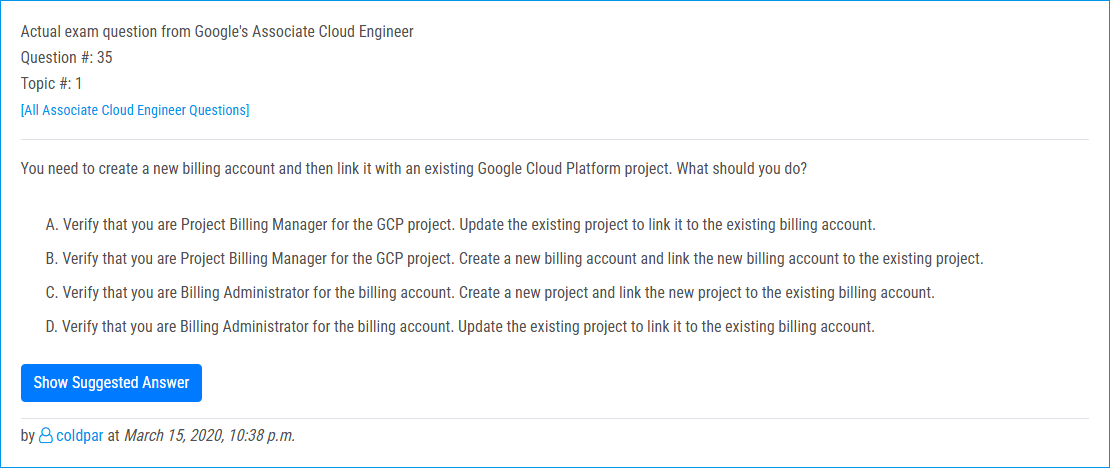 Actual exam question from Google's Associate Cloud Engineer
Question #: 35
Topic #: 1
[All Associate Cloud Engineer Questions]
You need to create a new billing account and then link it with an existing Google Cloud Platform project. What should you do?
A. Verify that you are Project Billing Manager for the GCP project. Update the existing project to link it to the existing billing account.
B. Verify that you are Project Billing Manager for the GCP project. Create a new billing account and link the new billing account to the existing project.
C. Verify that you are Billing Administrator for the billing account. Create a new project and link the new project to the existing billing account.
D. Verify that you are Billing Administrator for the billing account. Update the existing project to link it to the existing billing account.
Show Suggested Answer
by coldpar at March 15, 2020, 10:38 p.m.